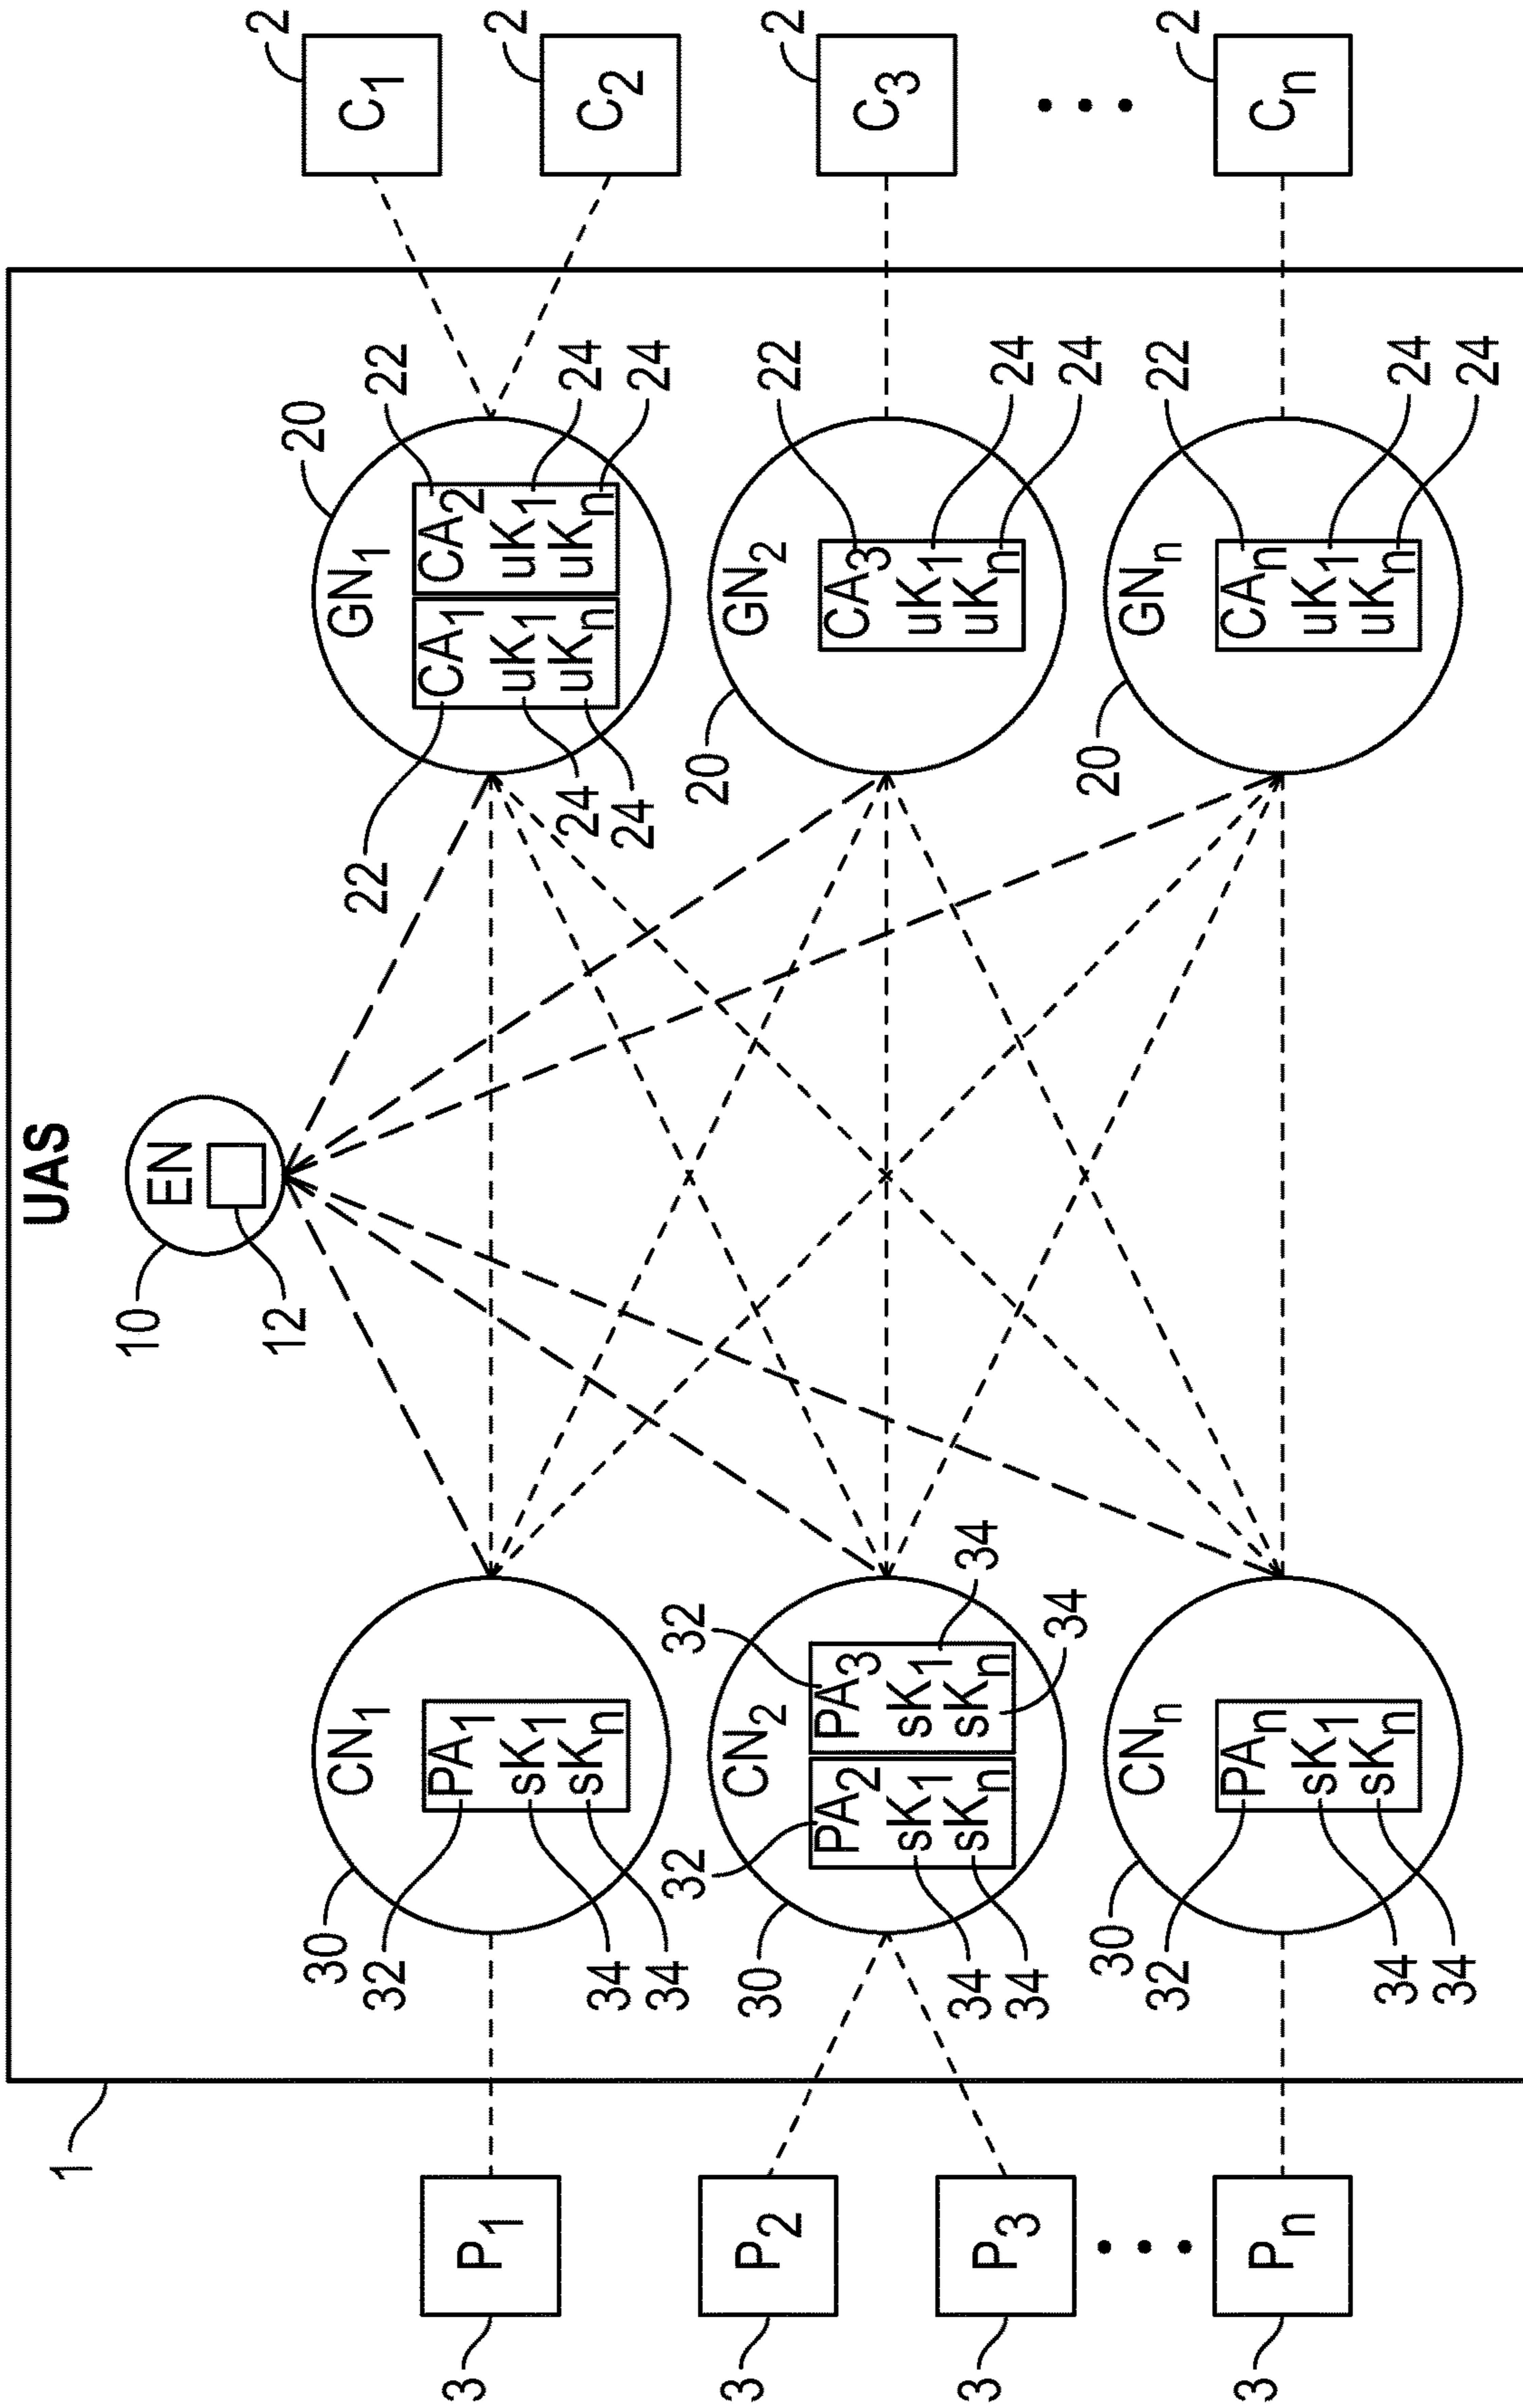 UAS
1
10
EN
12
3
P1
3
P2
3
P3
• • •
3
Pn
30
CN1
32
PA1
34
sK1
34
sKn
30
CN2
32
PA2
34
sK1
34
sKn
32
PA3
sK1
34
sKn
34
30
CNn
32
PAn
34
sK1
34
sKn
20
GN1
22
CA1
24
uK1
24
uKn
22
CA2
uK1
24
uKn
24
20
GN2
22
CA3
uK1
24
uKn
24
20
GNn
22
CAn
uK1
24
uKn
24
2
C1
2
C2
2
C3
• • •
2
Cn